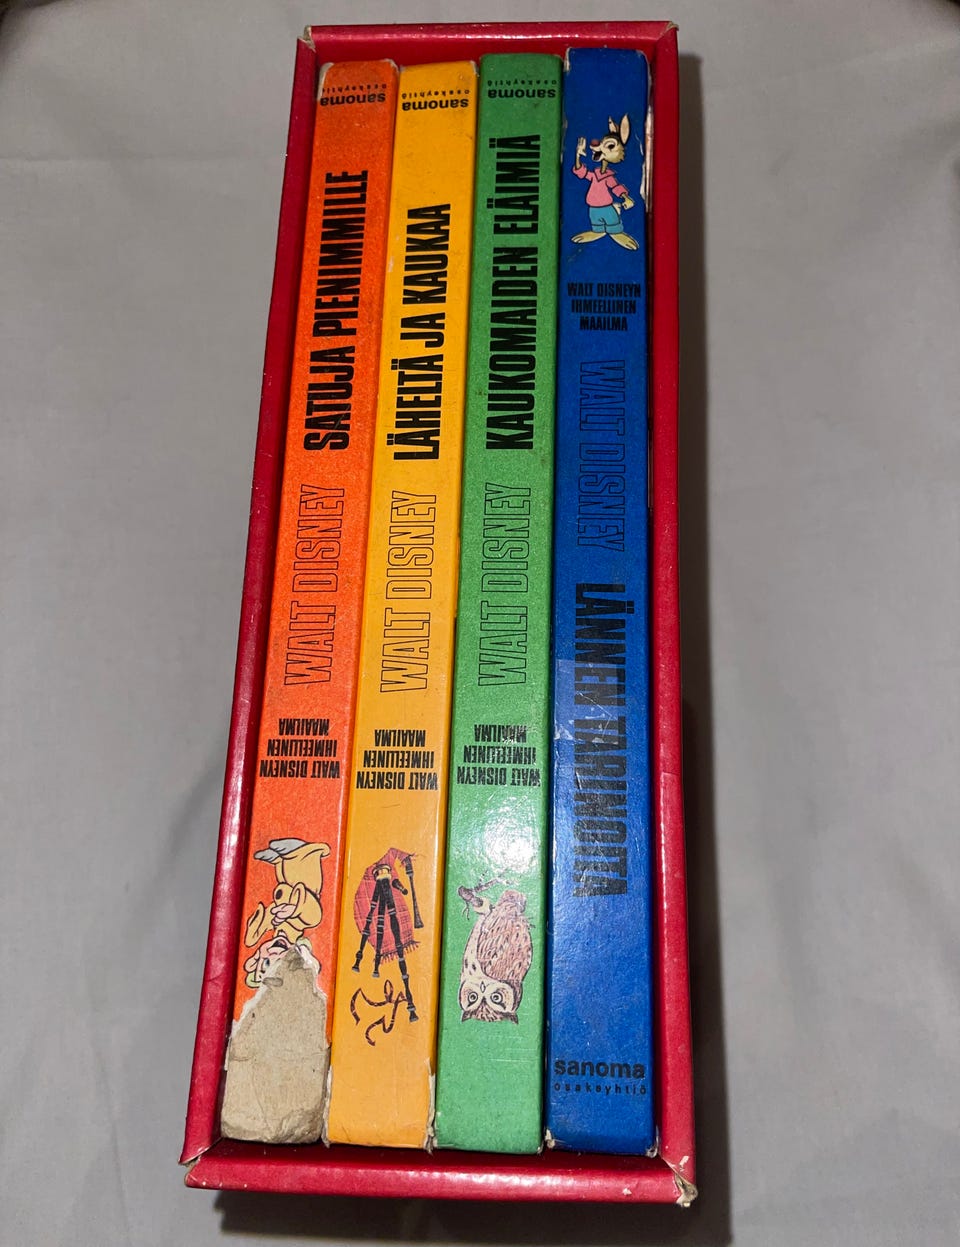 WALT DISNEYN
IHMEELLINEN
MAAILMA
WALT DISNEY SATUJA PIENIMMILLE
sanoma
osakeyhtiö
WALT DISNEYN
IHMEELLINEN
MAAILMA
WALT DISNEY LÄHELTÄ JA KAUKAA
sanoma
osakeyhtiö
WALT DISNEYN
IHMEELLINEN
MAAILMA
WALT DISNEY KAUKOMAIDEN ELÄIMIÄ
sanoma
osakeyhtiö
WALT DISNEYN
IHMEELLINEN
MAAILMA
WALT DISNEY LÄNNENTARINOITA
sanoma
osakeyhtiö